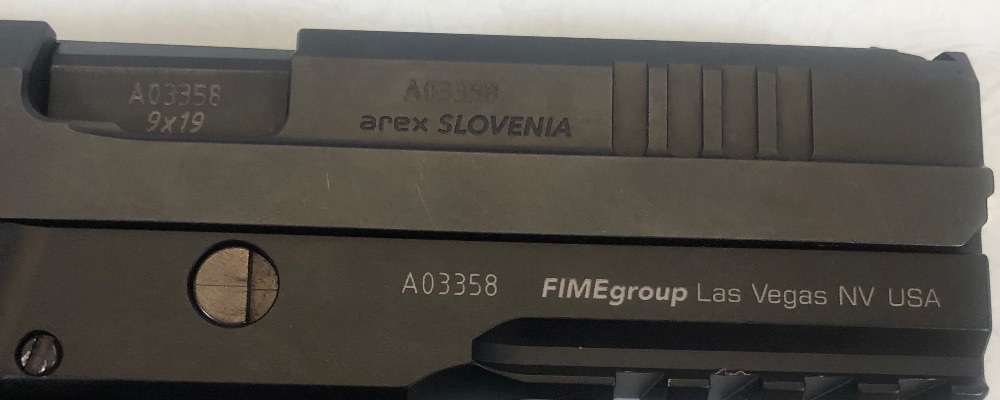 A03358
9x19
A03358
arex SLOVENIA
A03358 FIMEgroup Las Vegas NV USA